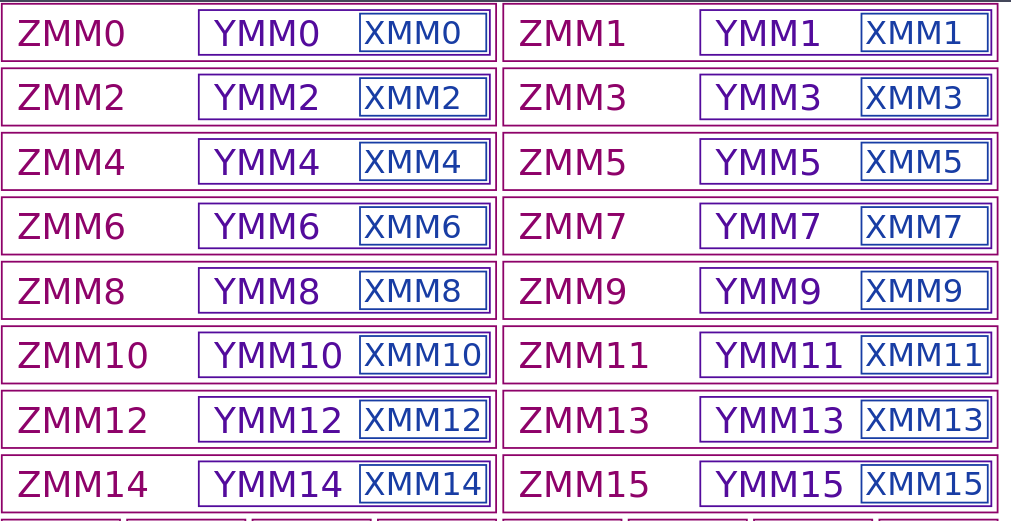 ZMM0 YMM0 XMM0 ZMM1 YMM1 XMM1
ZMM2 YMM2 XMM2 ZMM3 YMM3 XMM3
ZMM4 YMM4 XMM4 ZMM5 YMM5 XMM5
ZMM6 YMM6 XMM6 ZMM7 YMM7 XMM7
ZMM8 YMM8 XMM8 ZMM9 YMM9 XMM9
ZMM10 YMM10 XMM10 ZMM11 YMM11 XMM11
ZMM12 YMM12 XMM12 ZMM13 YMM13 XMM13
ZMM14 YMM14 XMM14 ZMM15 YMM15 XMM15